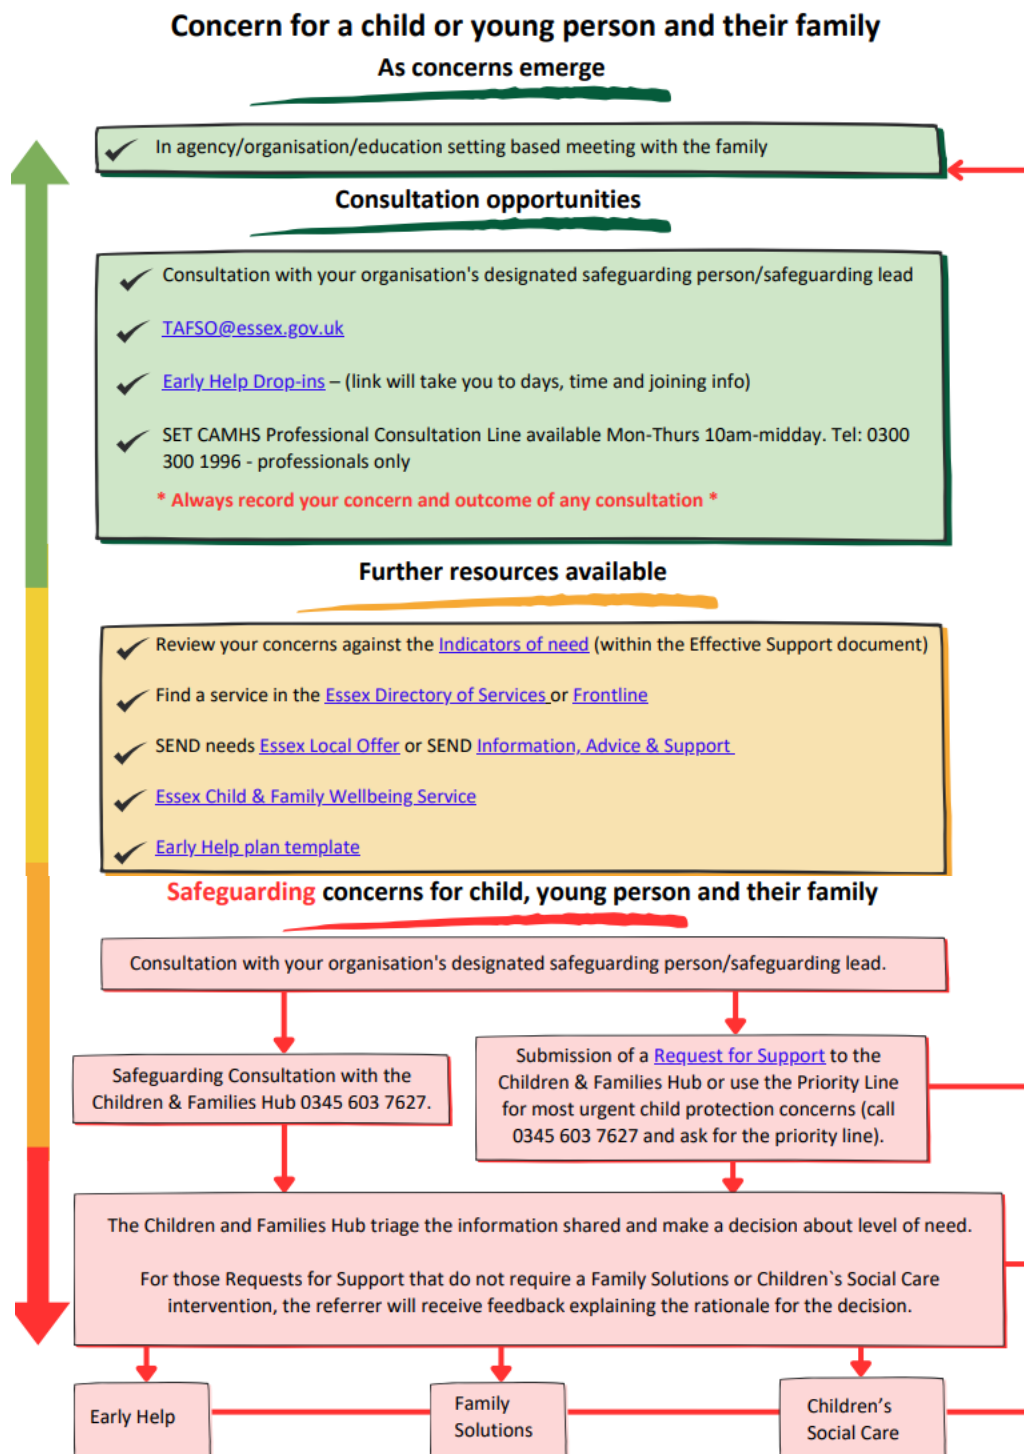 Concern for a child or young person and their family
As concerns emerge
In agency/organisation/education setting based meeting with the family
Consultation opportunities
Consultation with your organisation's designated safeguarding person/safeguarding lead
TAFSO@essex.gov.uk
Early Help Drop-ins – (link will take you to days, time and joining info)
SET CAMHS Professional Consultation Line available Mon-Thurs 10am-midday. Tel: 0300
300 1996 - professionals only
* Always record your concern and outcome of any consultation *
Further resources available
Review your concerns against the Indicators of need (within the Effective Support document)
Find a service in the Essex Directory of Services or Frontline
SEND needs Essex Local Offer or SEND Information, Advice & Support
Essex Child & Family Wellbeing Service
Early Help plan template
Safeguarding concerns for child, young person and their family
Consultation with your organisation's designated safeguarding person/safeguarding lead.
Safeguarding Consultation with the
Children & Families Hub 0345 603 7627.
Submission of a Request for Support to the
Children & Families Hub or use the Priority Line
for most urgent child protection concerns (call
0345 603 7627 and ask for the priority line).
The Children and Families Hub triage the information shared and make a decision about level of need.
For those Requests for Support that do not require a Family Solutions or Children`s Social Care
intervention, the referrer will receive feedback explaining the rationale for the decision.
Early Help
Family
Solutions
Children's
Social Care